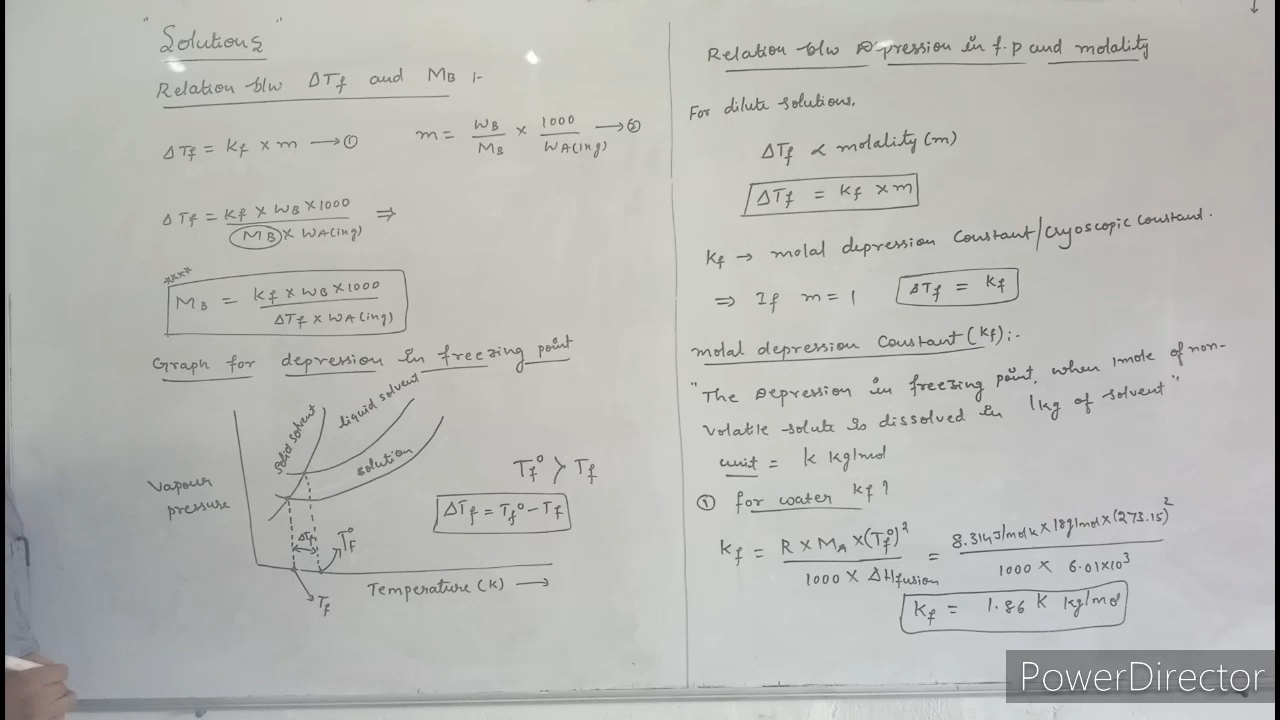 "Solutions"
Relation b/w ΔTf and MB :-
ΔTf = Kf × m → ①
m = WB/MB × 1000/WA(ing) → ②
ΔTf = Kf × WB × 1000 / MB × WA(ing) ⇒
****
MB = Kf × WB × 1000 / ΔTf × WA(ing)
Graph for depression in freezing point
solid solvent
liquid solvent
solution
Vapour
pressure
Tf° > Tf
ΔTf = Tf° - Tf
ΔTf
TF°
Temperature (K) →
Tf
Relation b/w Depression in f.p and molality
For dilute solutions,
ΔTf ∝ molality (m)
ΔTf = Kf × m
Kf → molal depression Constant/Cryoscopic Constant.
⇒ If m = 1 ΔTf = Kf
molal depression Constant (Kf):-
"The Depression in freezing point, when 1mole of non-
Volatile solute is dissolved in 1kg of solvent"
unit = K kg/mol
① for water Kf ?
Kf = R × MA × (Tf°)² / 1000 × ΔHfusion = 8.314J/molK × 18g/mol × (273.15)² / 1000 × 6.01×10³
Kf = 1.86 K kg/mol
PowerDirector